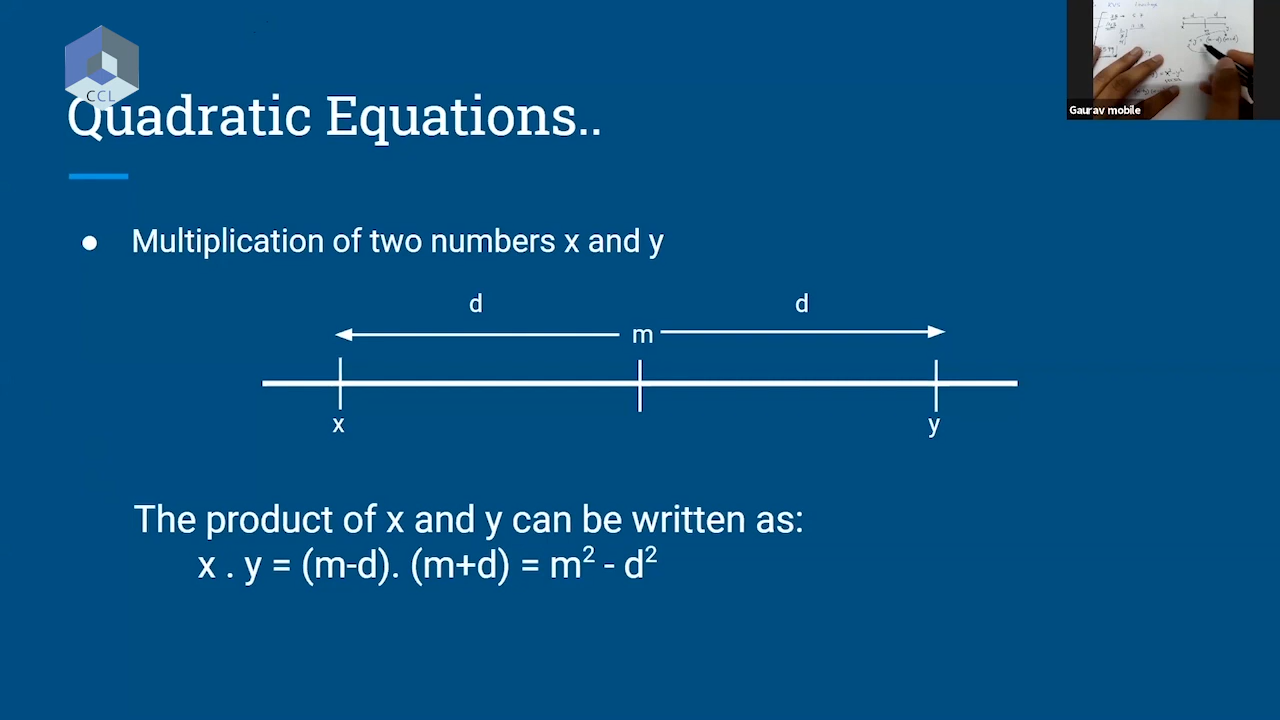 CCL
Quadratic Equations..
● Multiplication of two numbers x and y
d d
m
x y
The product of x and y can be written as:
x . y = (m-d). (m+d) = m² - d²
Gaurav mobile